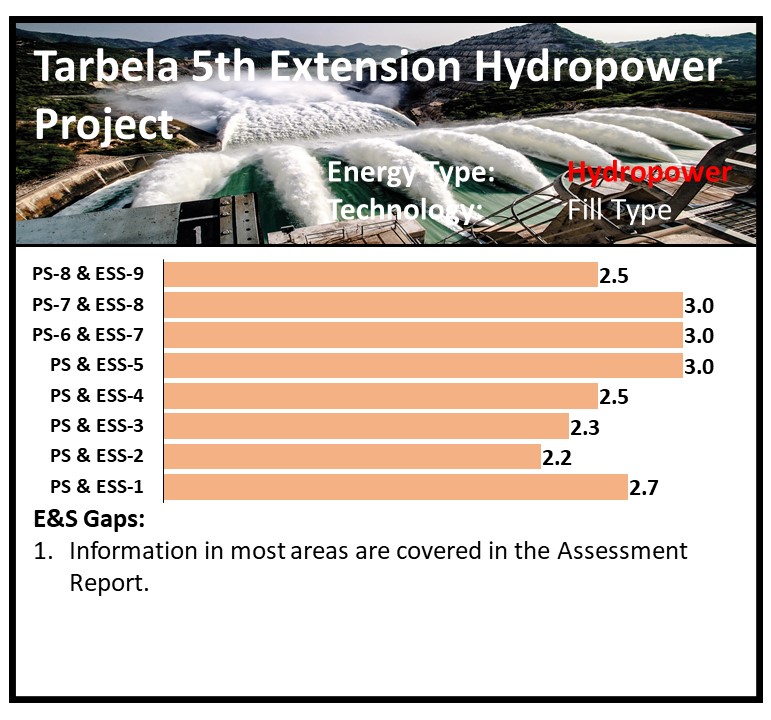 Tarbela 5th Extension Hydropower
Project
Energy Type: Hydropower
Technology: Fill Type
1
PS-8 & ESS-9 2.5
PS-7 & ESS-8 3.0
PS-6 & ESS-7 3.0
PS & ESS-5 3.0
PS & ESS-4 2.5
PS & ESS-3 2.3
PS & ESS-2 2.2
PS & ESS-1 2.7
E&S Gaps:
1. Information in most areas are covered in the Assessment
Report.